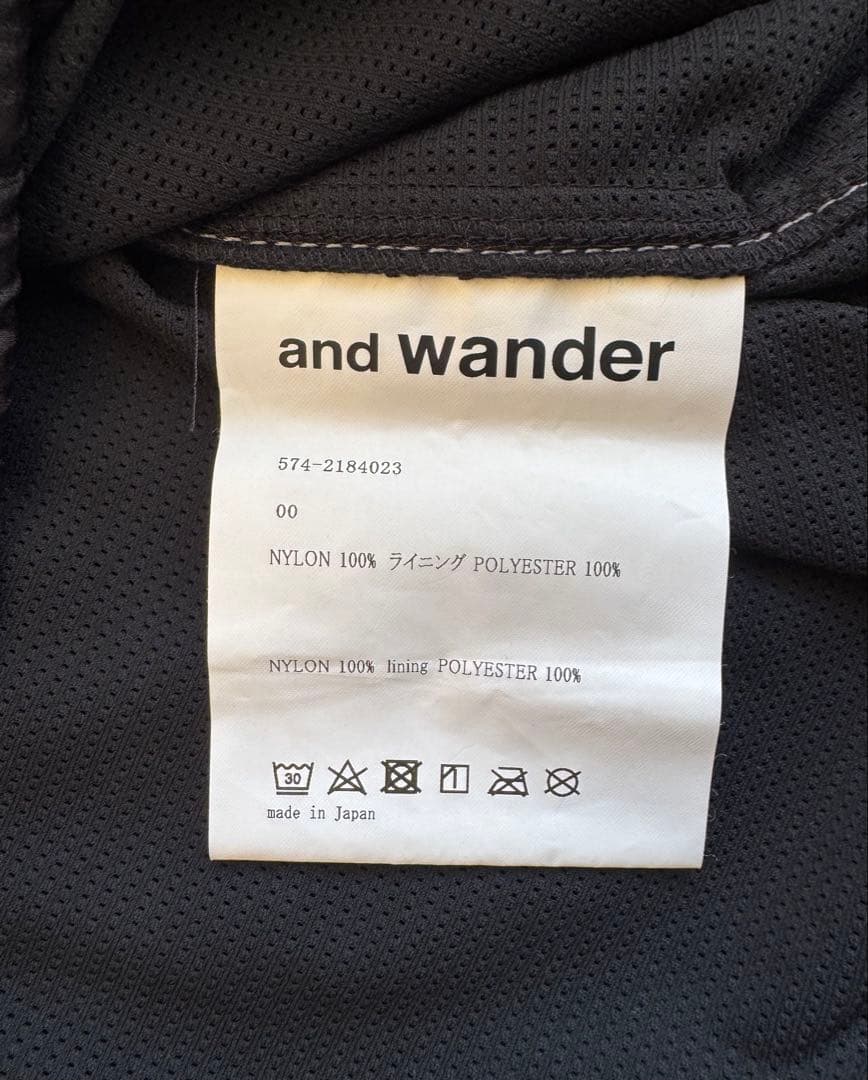 and wander
574-2184023
00
NYLON 100% ライニング POLYESTER 100%
NYLON 100% lining POLYESTER 100%
30
made in Japan